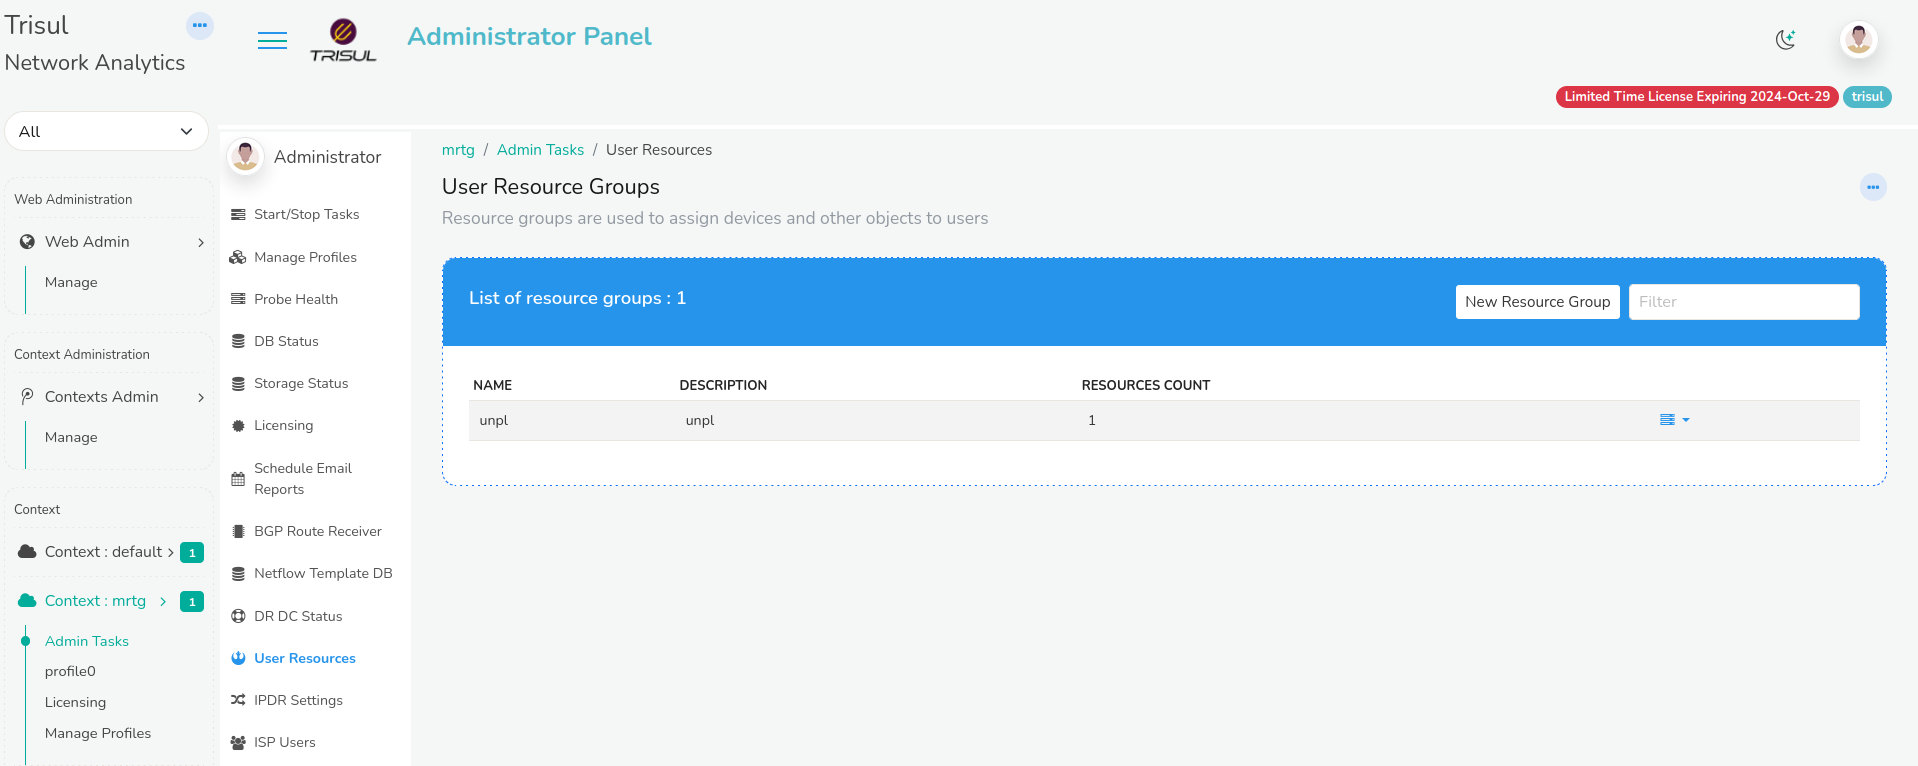 Trisul
Network Analytics
All
Web Administration
Web Admin
Manage
Context Administration
Contexts Admin
Manage
Context
Context : default 1
Context : mrtg 1
Admin Tasks
profile0
Licensing
Manage Profiles
TRISUL
Administrator Panel
Limited Time License Expiring 2024-Oct-29 trisul
Administrator
Start/Stop Tasks
Manage Profiles
Probe Health
DB Status
Storage Status
Licensing
Schedule Email
Reports
BGP Route Receiver
Netflow Template DB
DR DC Status
User Resources
IPDR Settings
ISP Users
mrtg / Admin Tasks / User Resources
User Resource Groups
Resource groups are used to assign devices and other objects to users
List of resource groups : 1
New Resource Group
Filter
NAME DESCRIPTION RESOURCES COUNT
unpl unpl 1